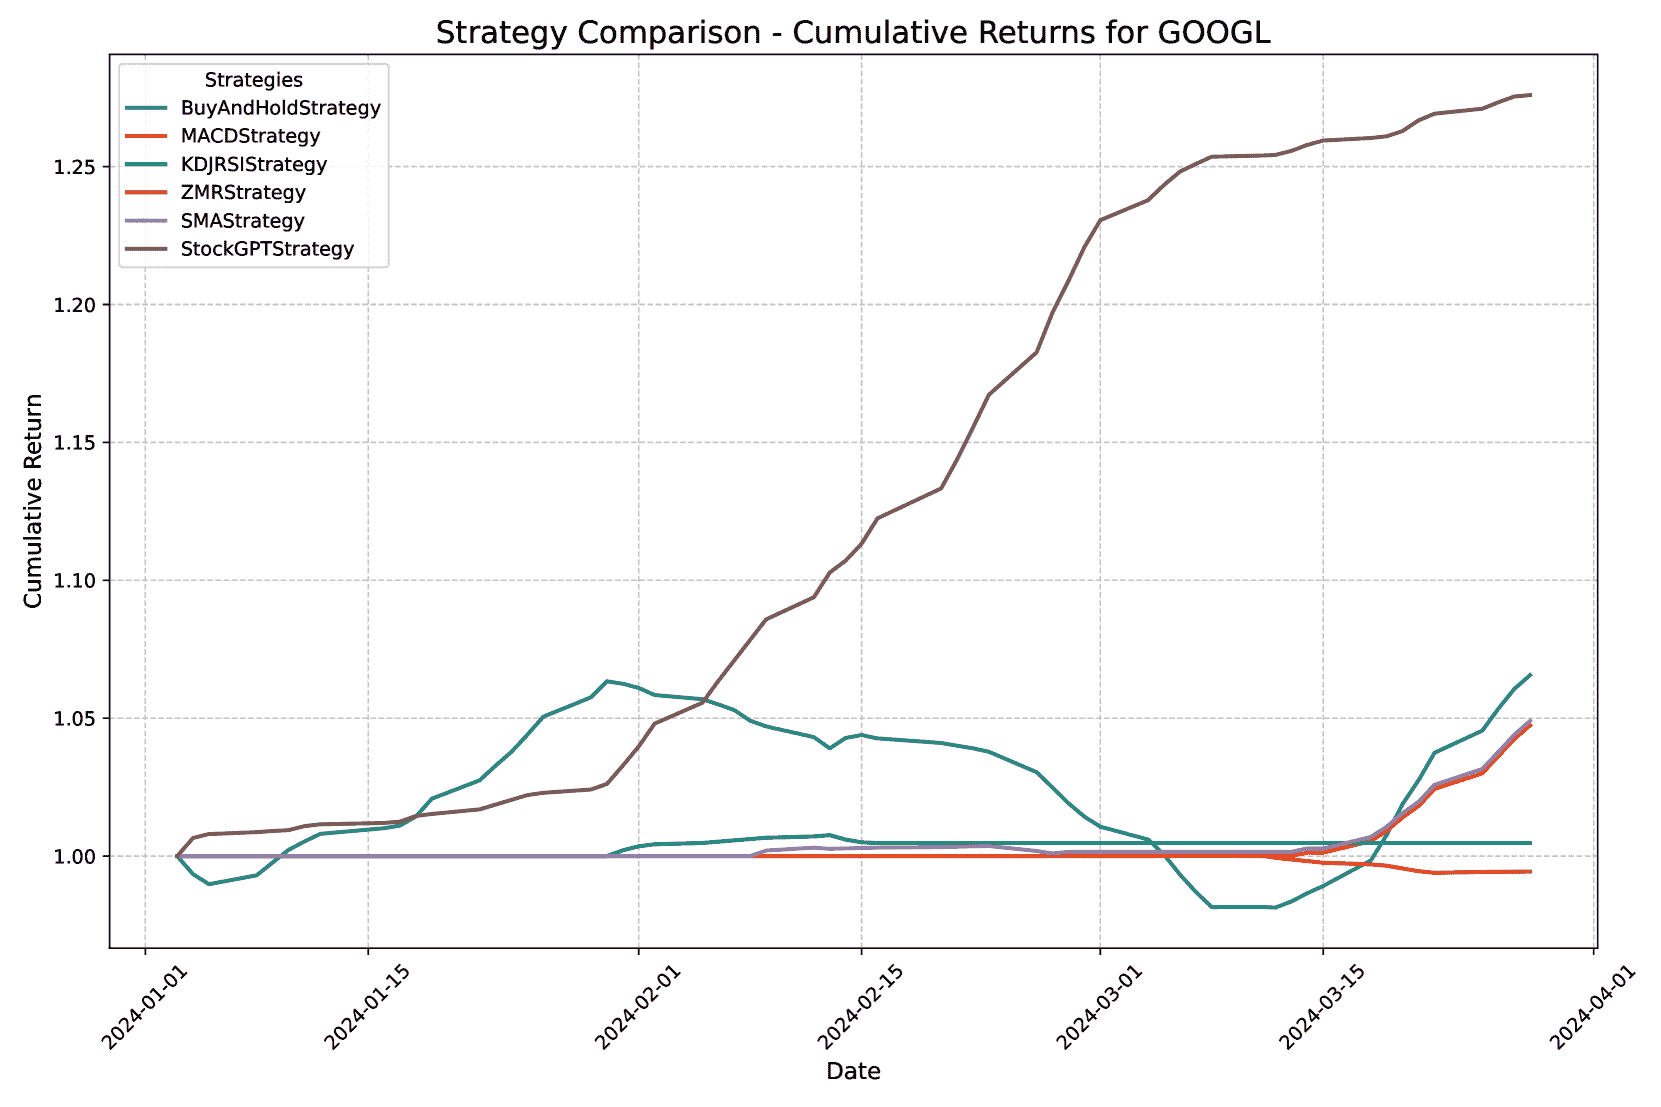 Strategy Comparison - Cumulative Returns for GOOGL
Strategies
BuyAndHoldStrategy
MACDStrategy
KDJRSIStrategy
ZMRStrategy
SMAStrategy
StockGPTStrategy
Cumulative Return
1.25
1.20
1.15
1.10
1.05
1.00
2024-01-01
2024-01-15
2024-02-01
2024-02-15
2024-03-01
2024-03-15
2024-04-01
Date